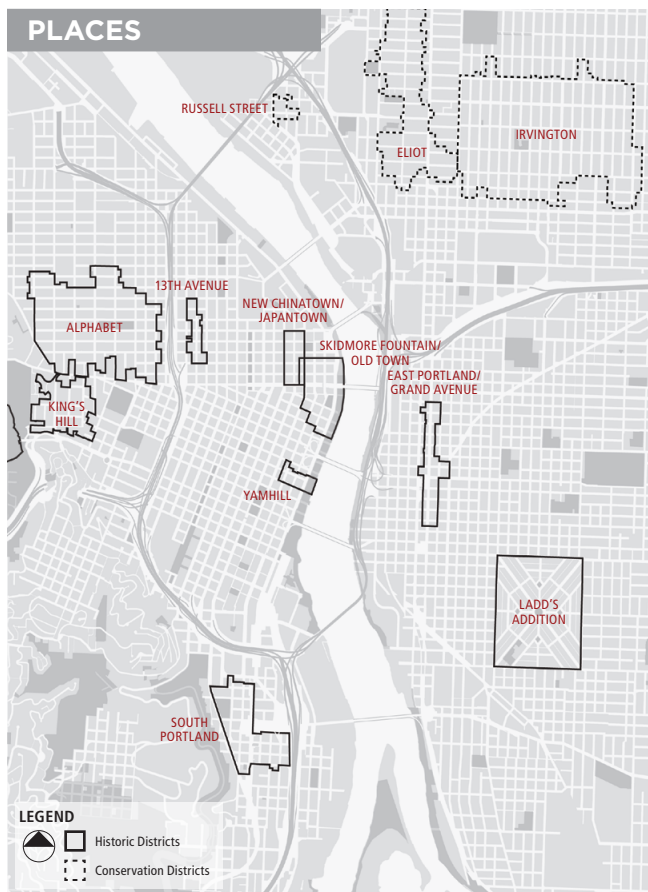 PLACES
RUSSELL STREET
IRVINGTON
ELIOT
13TH AVENUE
NEW CHINATOWN/
JAPANTOWN
ALPHABET
SKIDMORE FOUNTAIN/
OLD TOWN
EAST PORTLAND/
GRAND AVENUE
KING'S
HILL
YAMHILL
LADD'S
ADDITION
SOUTH
PORTLAND
LEGEND
Historic Districts
Conservation Districts